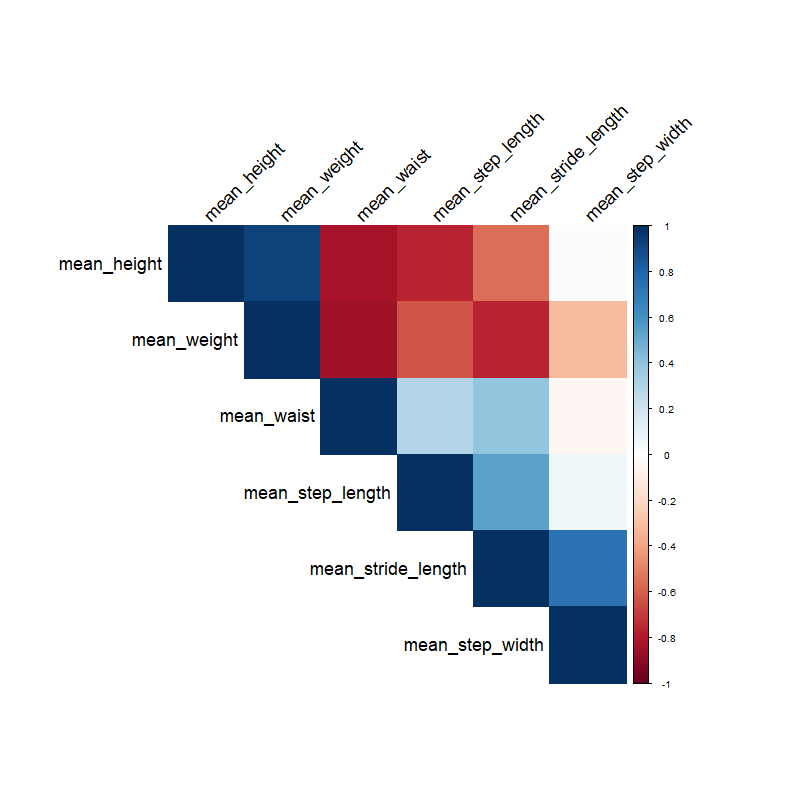 mean_height
mean_weight
mean_waist
mean_step_length
mean_stride_length
mean_step_width
mean_height
mean_weight
mean_waist
mean_step_length
mean_stride_length
mean_step_width
1
0.8
0.6
0.4
0.2
0
-0.2
-0.4
-0.6
-0.8
-1